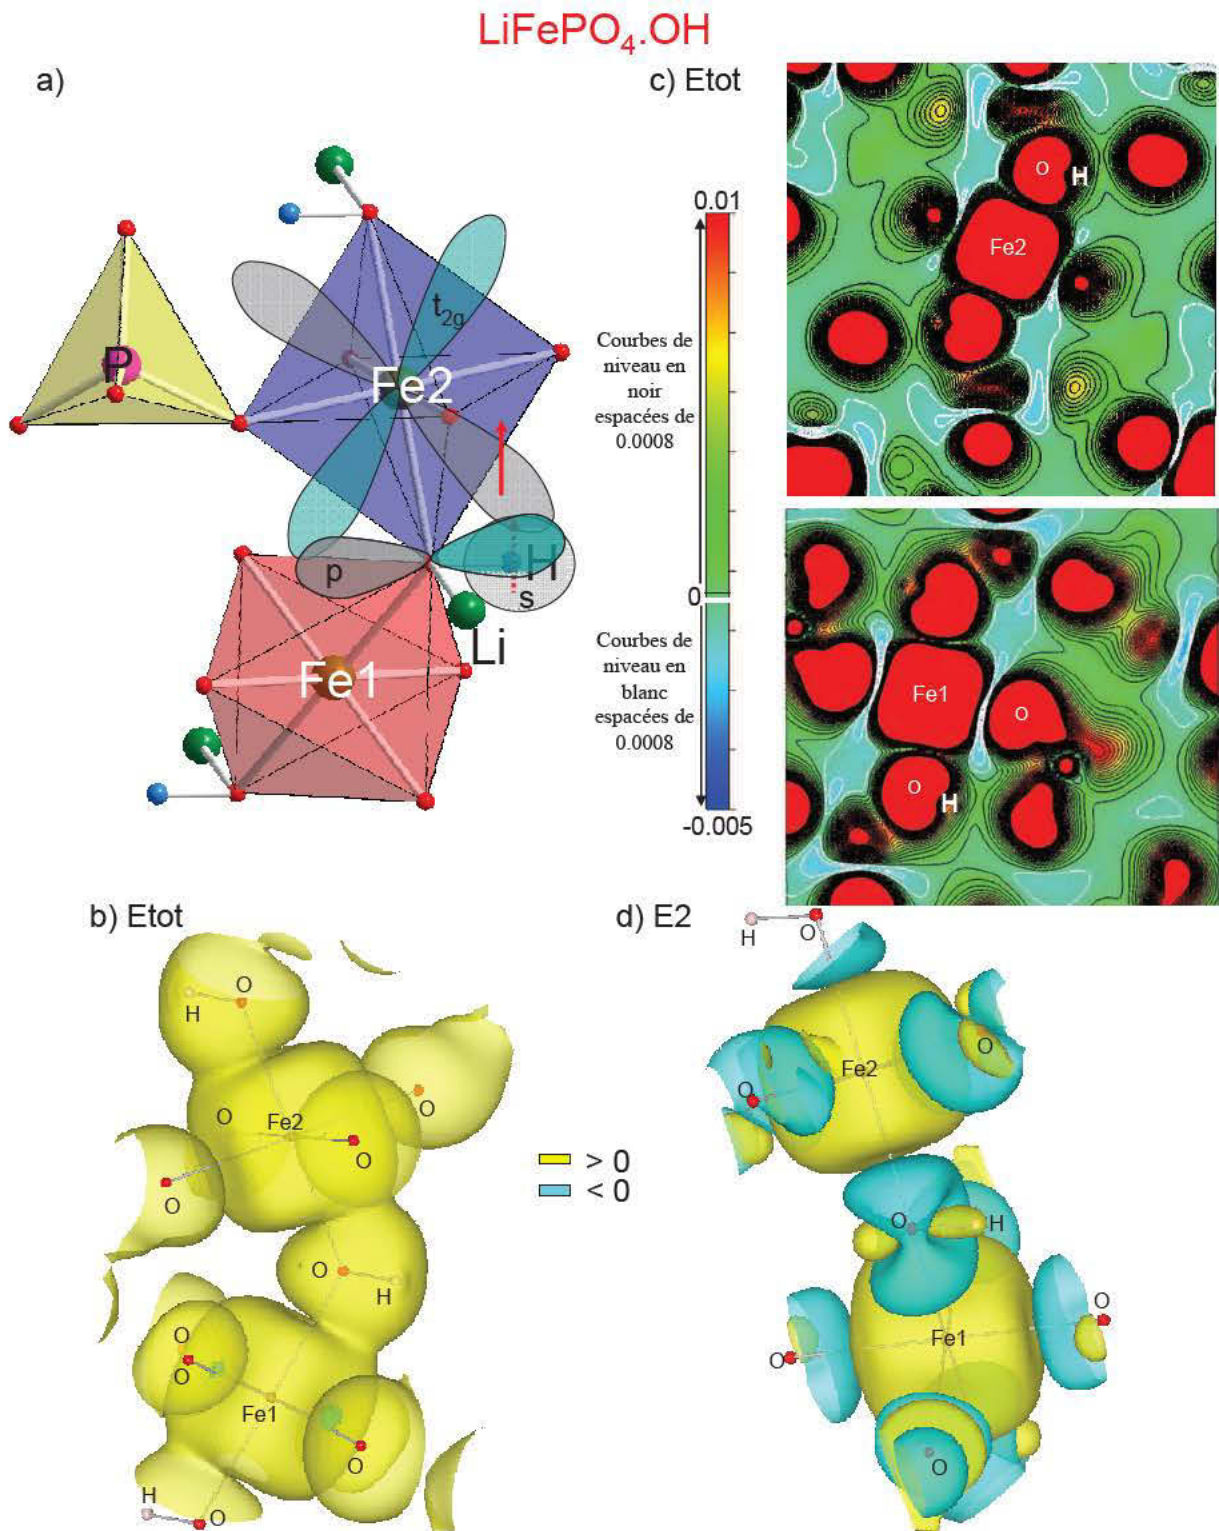 LiFePO4.OH
a)
t2g
P
Fe2
p
H
s
Li
Fe1
c) Etot
0.01
Courbes de
niveau en
noir
espacées de
0.0008
0
Courbes de
niveau en
blanc
espacées de
0.0008
-0.005
O
H
Fe2
Fe1
O
O
H
b) Etot
O
H
O
O
Fe2
O
O
O
H
O
O
Fe1
O
H
O
> 0
< 0
d) E2
H
O
O
Fe2
O
O
H
O
Fe1
O
O